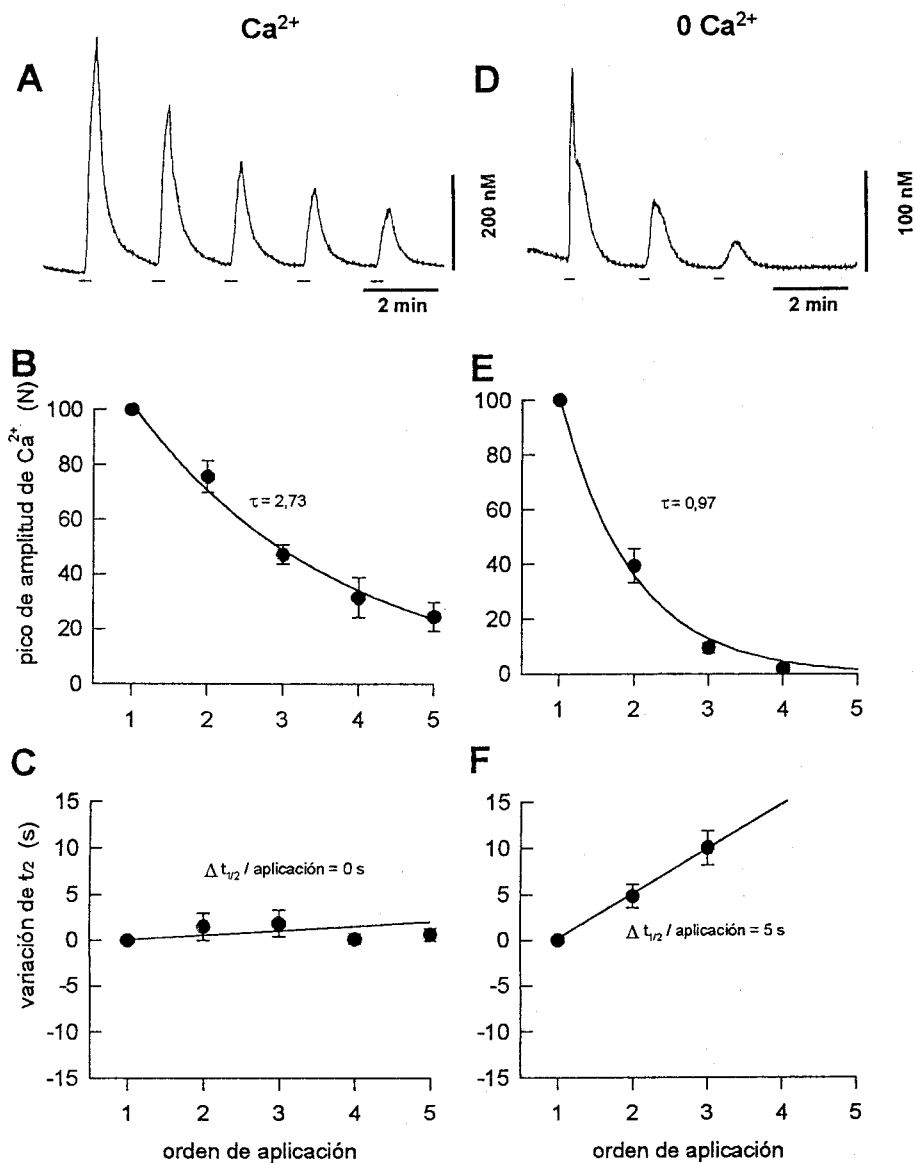 Ca²⁺
0 Ca²⁺
A
200 nM
2 min
D
100 nM
2 min
B
pico de amplitud de Ca²⁺ (N)
100
80
60
40
20
0
τ = 2,73
1 2 3 4 5
E
100
80
60
40
20
0
τ = 0,97
1 2 3 4 5
C
variación de t/2 (s)
15
10
5
0
-5
-10
-15
Δ t1/2 / aplicación = 0 s
1 2 3 4 5
orden de aplicación
F
15
10
5
0
-5
-10
-15
Δ t1/2 / aplicación = 5 s
1 2 3 4 5
orden de aplicación